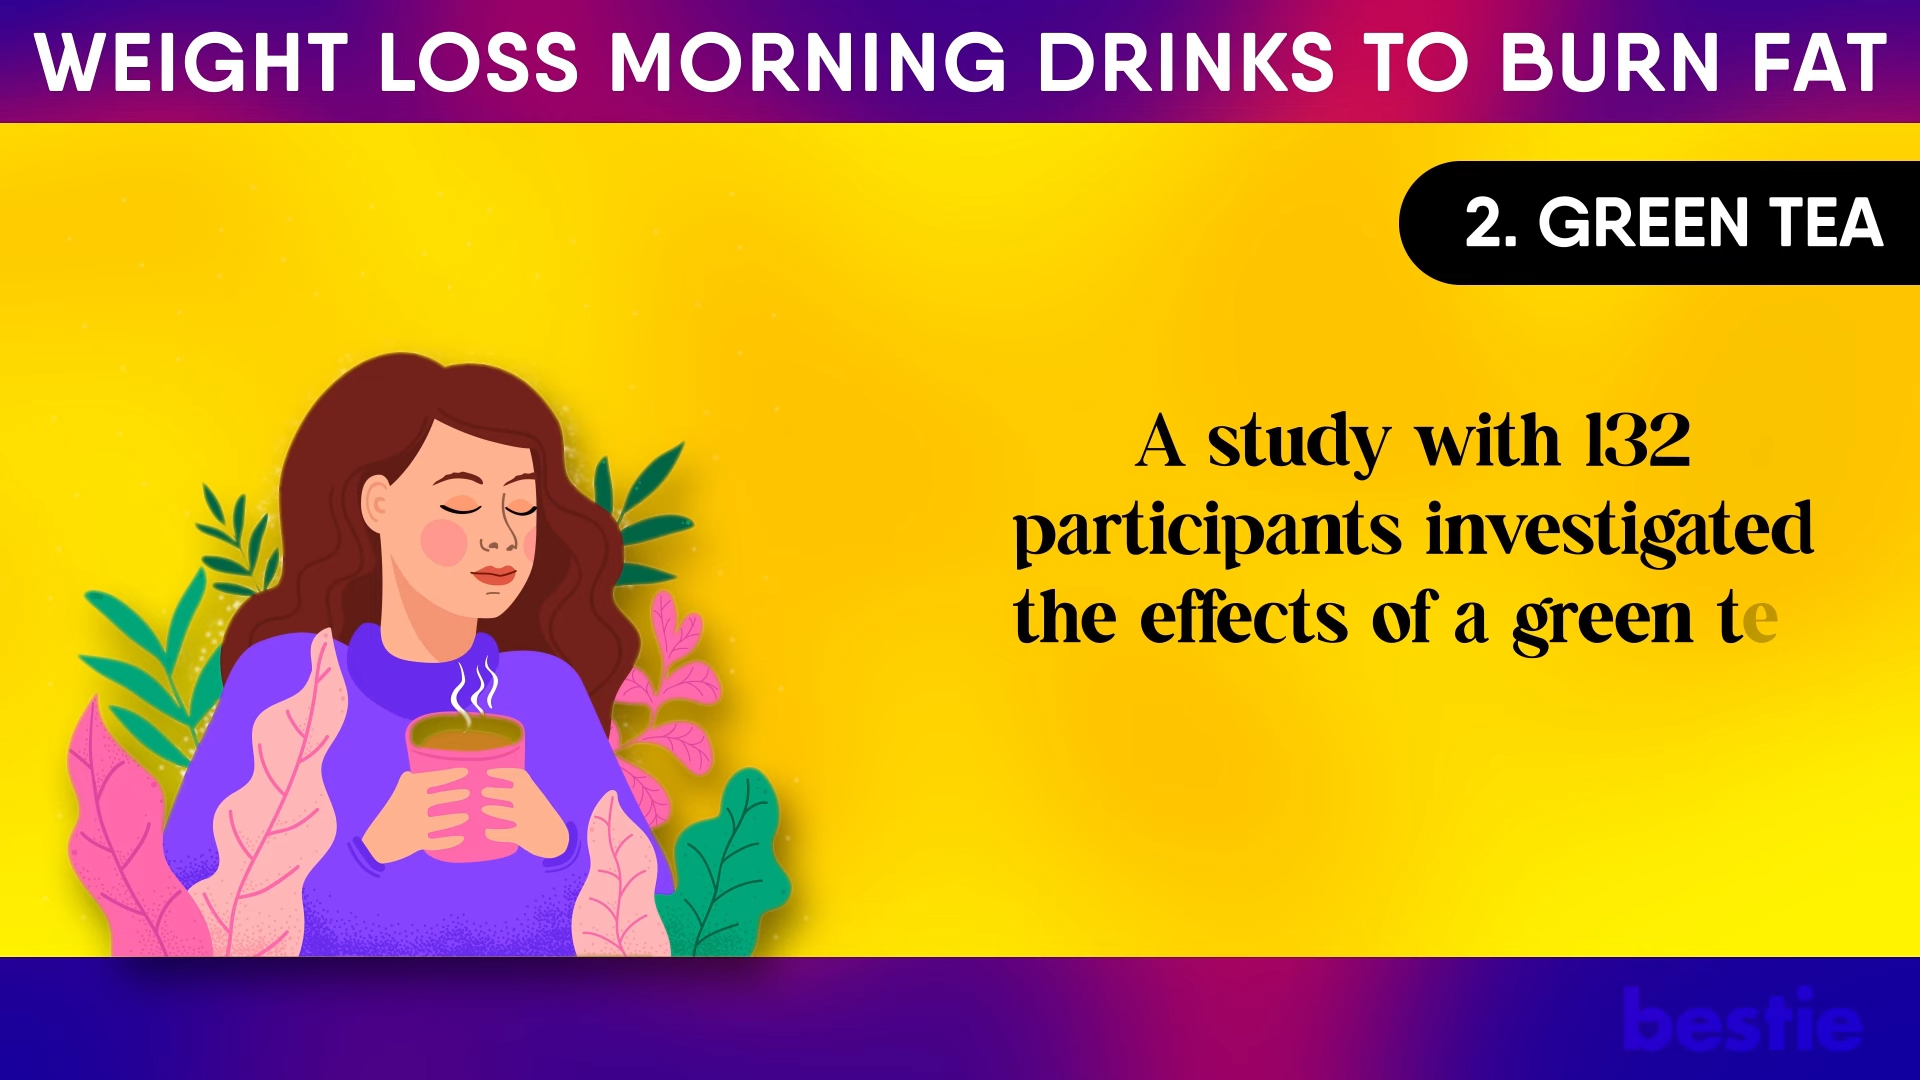 WEIGHT LOSS MORNING DRINKS TO BURN FAT
2. GREEN TEA
A study with 132
participants investigated
the effects of a green te
bestie